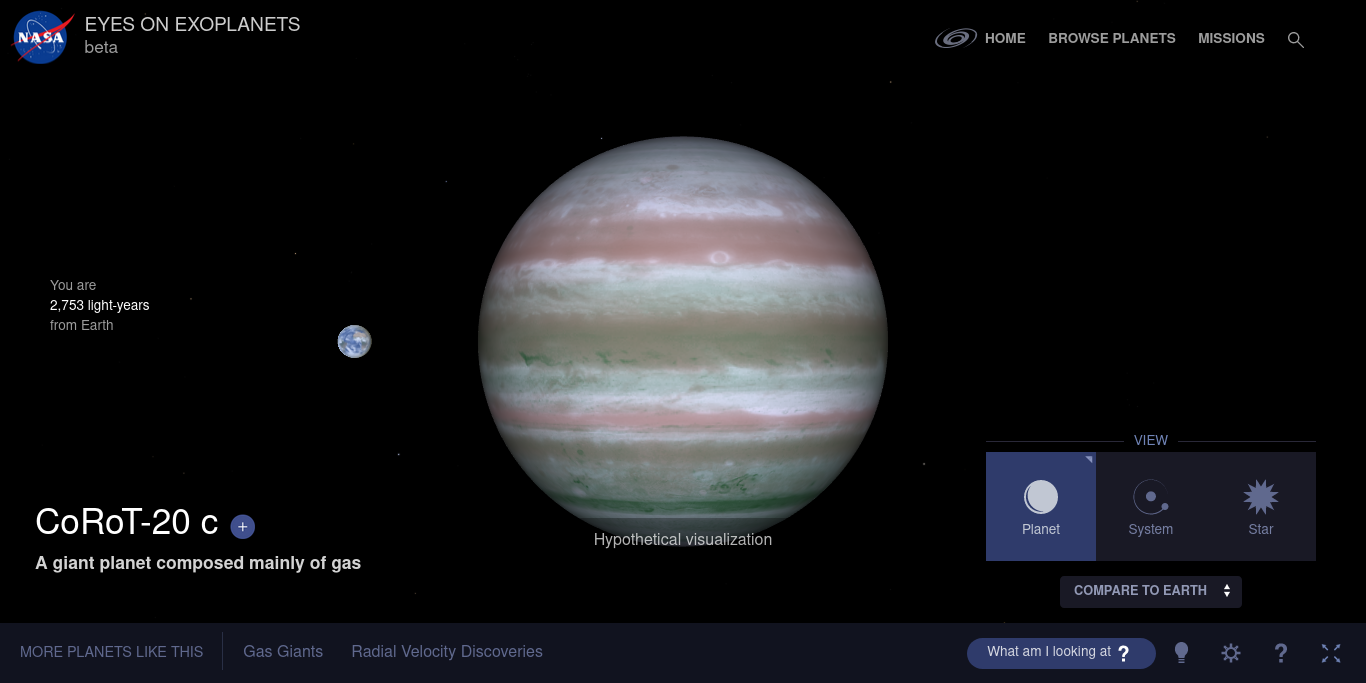 NASA
EYES ON EXOPLANETS
beta
HOME
BROWSE PLANETS
MISSIONS
You are
2,753 light-years
from Earth
VIEW
Planet
System
Star
CoRoT-20 c +
Hypothetical visualization
A giant planet composed mainly of gas
COMPARE TO EARTH
MORE PLANETS LIKE THIS
Gas Giants
Radial Velocity Discoveries
What am I looking at ?
?